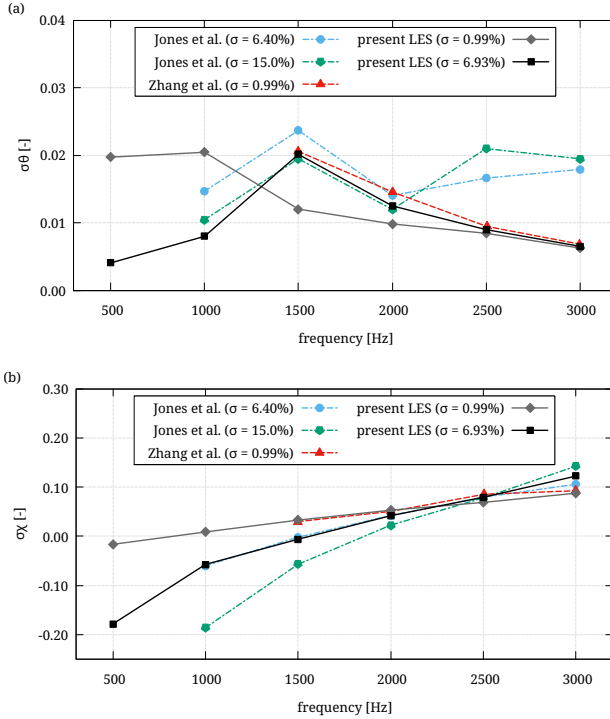 (a)
0.04
0.03
0.02
0.01
0.00
σθ [-]
Jones et al. (σ = 6.40%)
Jones et al. (σ = 15.0%)
Zhang et al. (σ = 0.99%)
present LES (σ = 0.99%)
present LES (σ = 6.93%)
500 1000 1500 2000 2500 3000
frequency [Hz]
(b)
0.30
0.20
0.10
0.00
-0.10
-0.20
σχ [-]
Jones et al. (σ = 6.40%)
Jones et al. (σ = 15.0%)
Zhang et al. (σ = 0.99%)
present LES (σ = 0.99%)
present LES (σ = 6.93%)
500 1000 1500 2000 2500 3000
frequency [Hz]